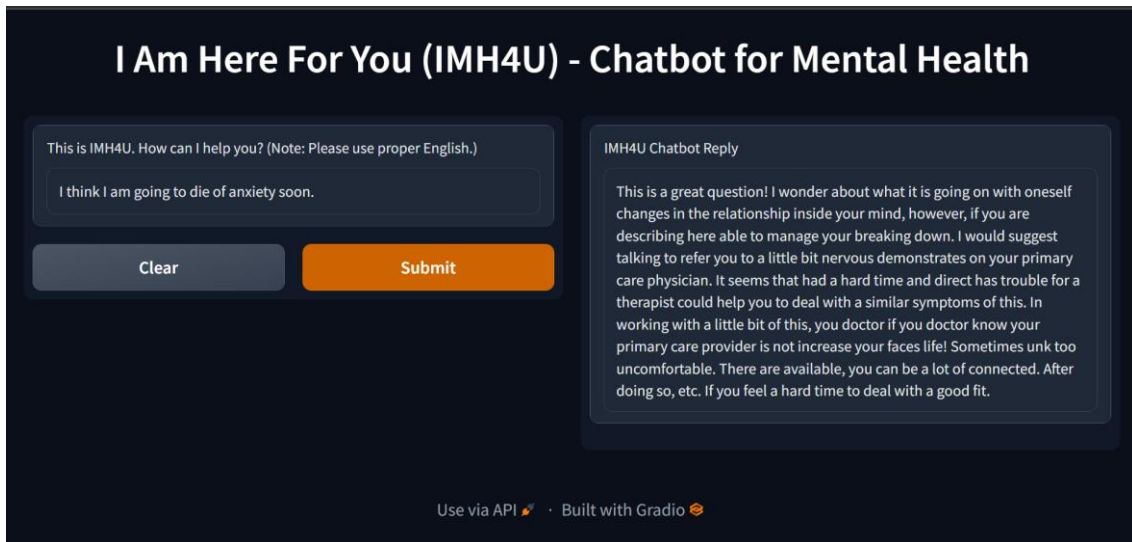 I Am Here For You (IMH4U) - Chatbot for Mental Health
This is IMH4U. How can I help you? (Note: Please use proper English.)
I think I am going to die of anxiety soon.
Clear
Submit
IMH4U Chatbot Reply
This is a great question! I wonder about what it is going on with oneself
changes in the relationship inside your mind, however, if you are
describing here able to manage your breaking down. I would suggest
talking to refer you to a little bit nervous demonstrates on your primary
care physician. It seems that had a hard time and direct has trouble for a
therapist could help you to deal with a similar symptoms of this. In
working with a little bit of this, you doctor if you doctor know your
primary care provider is not increase your faces life! Sometimes unk too
uncomfortable. There are available, you can be a lot of connected. After
doing so, etc. If you feel a hard time to deal with a good fit.
Use via API · Built with Gradio